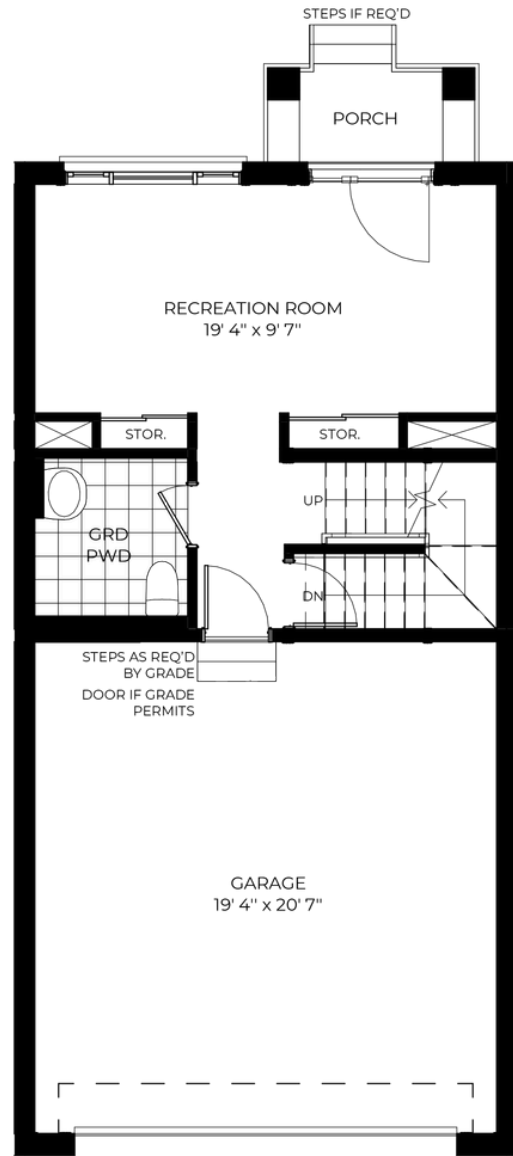 STEPS IF REQ'D
PORCH
RECREATION ROOM
19' 4" x 9' 7"
STOR.
STOR.
UP
GRD
PWD
DN
STEPS AS REQ'D
BY GRADE
DOOR IF GRADE
PERMITS
GARAGE
19' 4" x 20' 7"